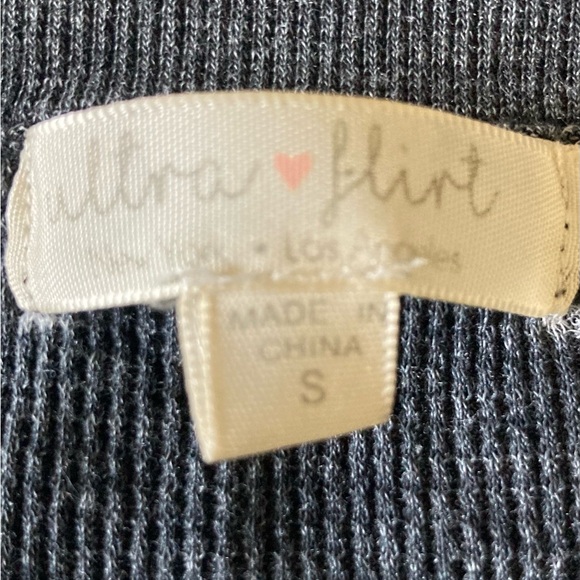 ultra ♥ flirt
New York • Los Angeles
MADE IN
CHINA
S